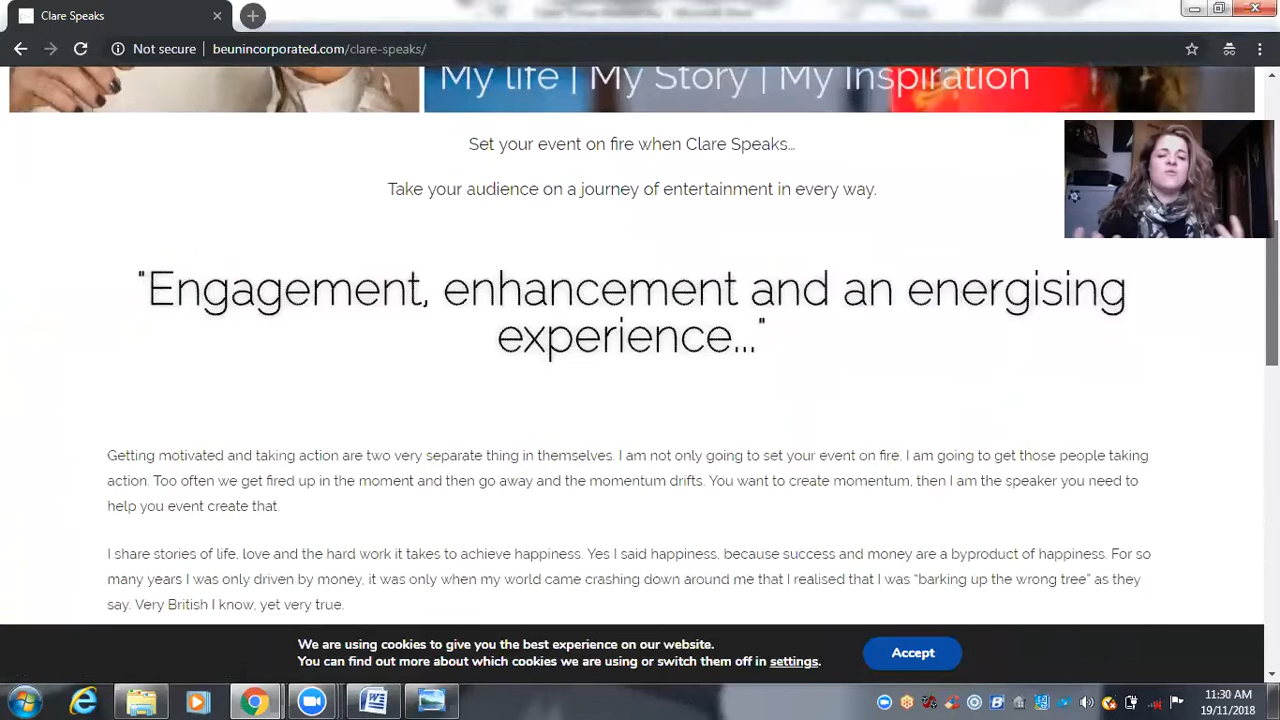 Clare Speaks
Not secure beunincorporated.com/clare-speaks/
My life | My Story | My Inspiration
Set your event on fire when Clare Speaks...
Take your audience on a journey of entertainment in every way.
"Engagement, enhancement and an energising
experience..."
Getting motivated and taking action are two very separate thing in themselves. I am not only going to set your event on fire. I am going to get those people taking
action. Too often we get fired up in the moment and then go away and the momentum drifts. You want to create momentum, then I am the speaker you need to
help you event create that.
I share stories of life, love and the hard work it takes to achieve happiness. Yes I said happiness, because success and money are a byproduct of happiness. For so
many years I was only driven by money, it was only when my world came crashing down around me that I realised that I was “barking up the wrong tree” as they
say. Very British I know, yet very true.
We are using cookies to give you the best experience on our website.
You can find out more about which cookies we are using or switch them off in settings.
Accept
11:30 AM
19/11/2018